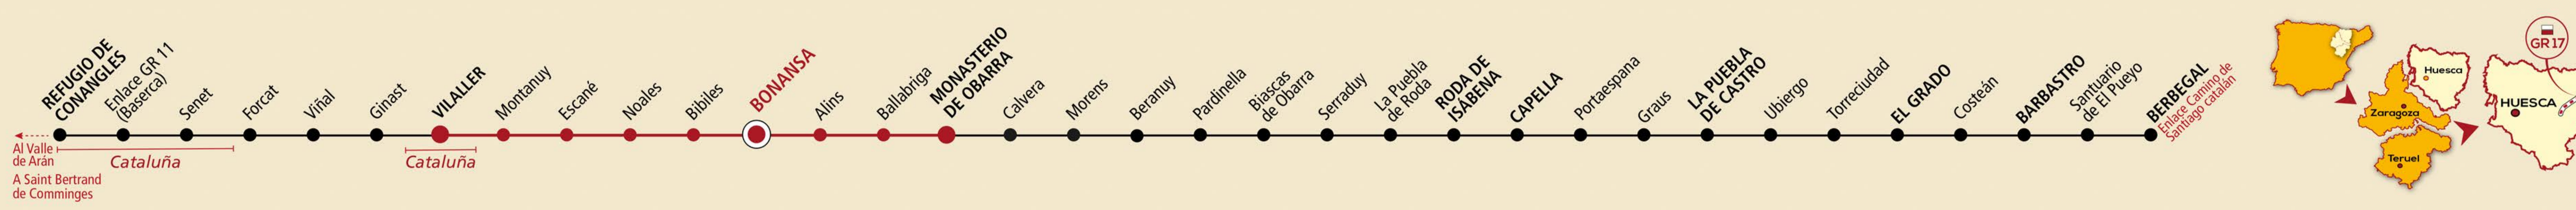 REFUGIO DE
CONANGLES
Enlace GR 11
(Baserca)
Senet
Forcat
Viñal
Ginast
VILALLER
Montanuy
Escané
Noales
Bibiles
BONANSA
Alins
Ballabriga
MONASTERIO
DE OBARRA
Calvera
Morens
Beranuy
Pardinella
Biascas
de Obarra
Serraduy
La Puebla
de Roda
RODA DE
ISÁBENA
CAPELLA
Portaespana
Graus
LA PUEBLA
DE CASTRO
Ubiergo
Torreciudad
EL GRADO
Costeán
BARBASTRO
Santuario
de El Pueyo
BERBEGAL
Enlace Camino de
Santiago catalán
Al Valle
de Arán
A Saint Bertrand
de Comminges
Cataluña
Cataluña
Huesca
Zaragoza
Teruel
HUESCA
GR 17